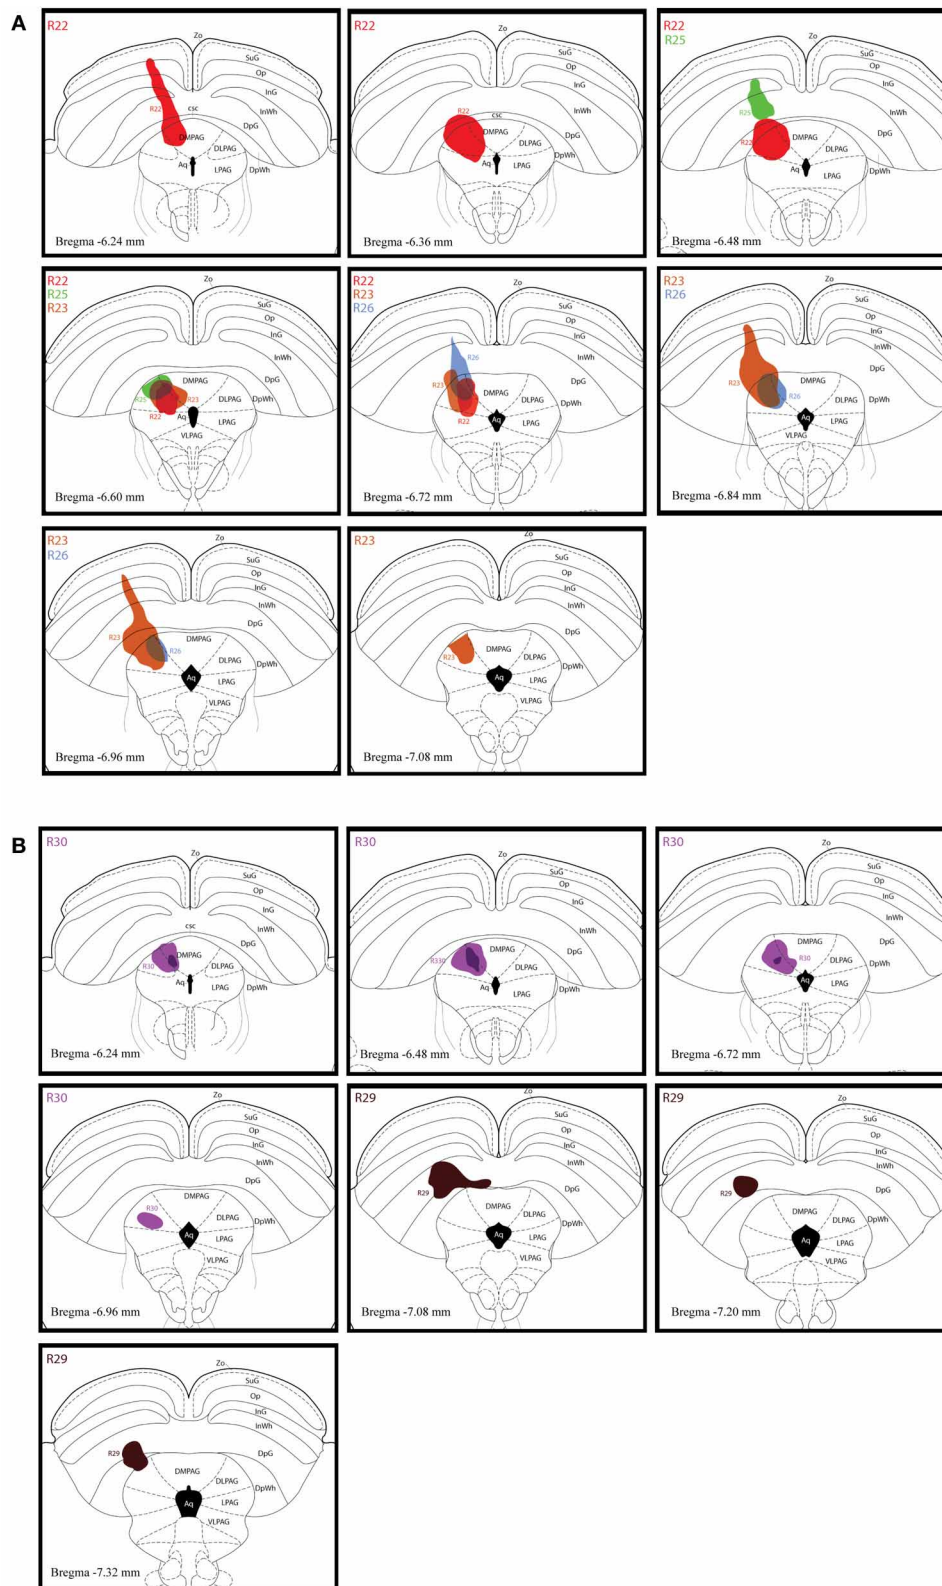 A
R22
Zo
SuG
Op
InG
InWh
R22
csc
DpG
DMPAG
DLPAG
Aq
LPAG
DpWh
Bregma -6.24 mm
R22
Zo
SuG
Op
InG
InWh
R22
csc
DpG
DMPAG
DLPAG
Aq
LPAG
DpWh
Bregma -6.36 mm
R22
R25
Zo
SuG
Op
InG
InWh
R25
DpG
DMPAG
R22
DLPAG
Aq
LPAG
DpWh
Bregma -6.48 mm
R22
R25
R23
Zo
SuG
Op
InG
InWh
DpG
DMPAG
R25
R23
DLPAG
DpWh
R22
Aq
LPAG
VLPAG
Bregma -6.60 mm
R22
R23
R26
Zo
SuG
Op
InG
InWh
R26
DpG
R23
DMPAG
DLPAG
DpWh
R22
Aq
LPAG
VLPAG
Bregma -6.72 mm
R23
R26
Zo
SuG
Op
InG
InWh
DpG
DMPAG
R23
R26
DLPAG
DpWh
Aq
LPAG
VLPAG
Bregma -6.84 mm
R23
R26
Zo
SuG
Op
InG
InWh
DpG
R23
DMPAG
R26
DLPAG
DpWh
Aq
LPAG
VLPAG
Bregma -6.96 mm
R23
Zo
SuG
Op
InG
InWh
DpG
DMPAG
R23
DLPAG
DpWh
Aq
LPAG
VLPAG
Bregma -7.08 mm
B
R30
Zo
SuG
Op
InG
InWh
csc
DpG
DMPAG
R30
DLPAG
Aq
LPAG
DpWh
Bregma -6.24 mm
R30
Zo
SuG
Op
InG
InWh
DpG
DMPAG
R330
DLPAG
Aq
LPAG
DpWh
Bregma -6.48 mm
R30
Zo
SuG
Op
InG
InWh
DpG
DMPAG
R30
DLPAG
DpWh
Aq
LPAG
Bregma -6.72 mm
R30
Zo
SuG
Op
InG
InWh
DpG
DMPAG
R30
DLPAG
DpWh
Aq
LPAG
VLPAG
Bregma -6.96 mm
R29
Zo
SuG
Op
InG
InWh
R29
DpG
DMPAG
DLPAG
DpWh
Aq
LPAG
VLPAG
Bregma -7.08 mm
R29
Zo
SuG
Op
InG
InWh
R29
DpG
DMPAG
DLPAG
DpWh
Aq
LPAG
VLPAG
Bregma -7.20 mm
R29
Zo
SuG
Op
InG
InWh
R29
DpG
DMPAG
DLPAG
DpWh
Aq
LPAG
VLPAG
Bregma -7.32 mm